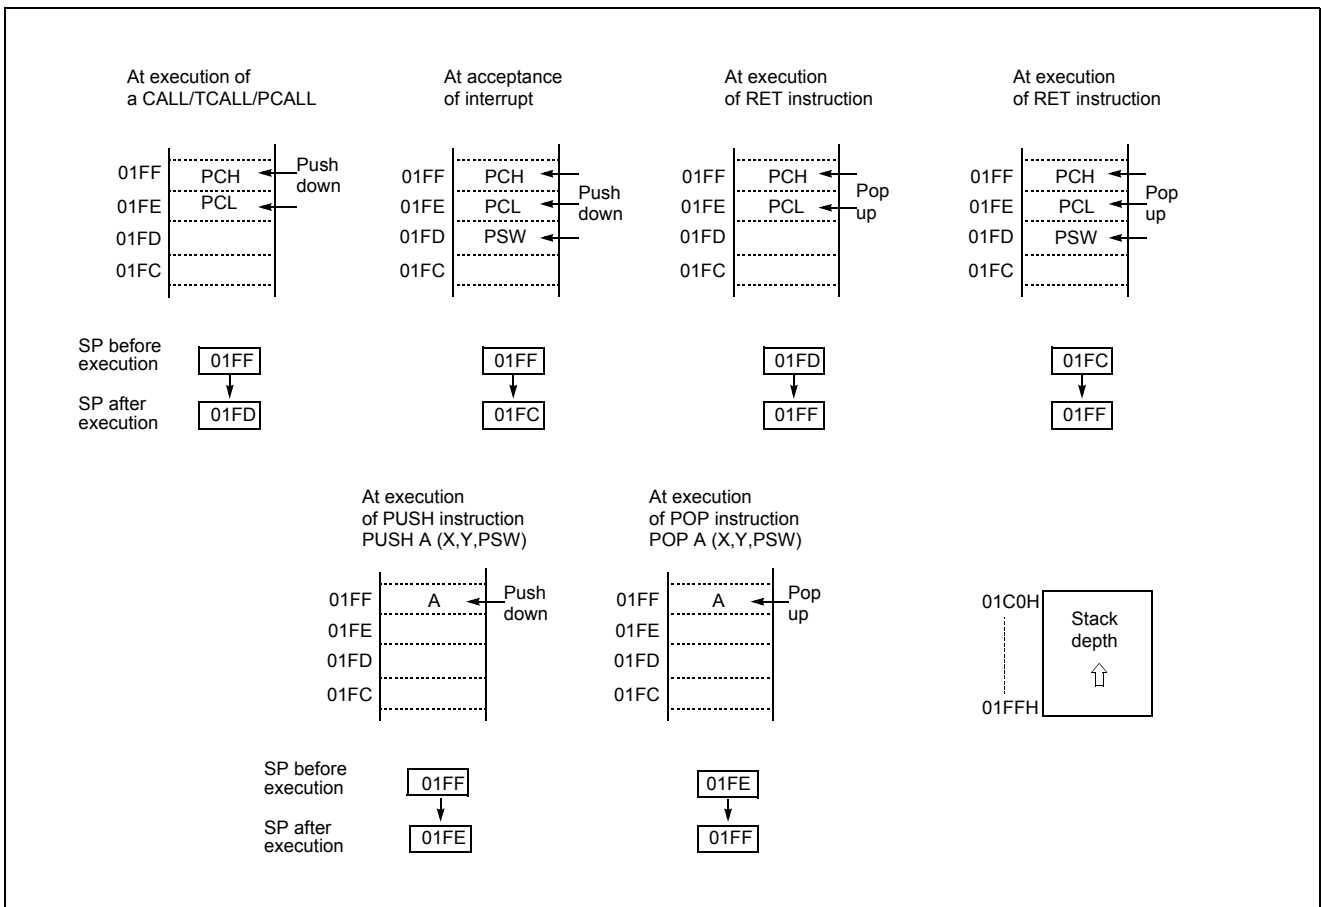 At execution of
a CALL/TCALL/PCALL
01FF
PCH
Push
down
01FE
PCL
01FD
01FC
SP before
execution
01FF
SP after
execution
01FD
At acceptance
of interrupt
01FF
PCH
Push
down
01FE
PCL
01FD
PSW
01FC
01FF
01FC
At execution
of RET instruction
01FF
PCH
Pop
up
01FE
PCL
01FD
01FC
01FD
01FF
At execution
of RET instruction
01FF
PCH
Pop
up
01FE
PCL
01FD
PSW
01FC
01FC
01FF
At execution
of PUSH instruction
PUSH A (X,Y,PSW)
01FF
A
Push
down
01FE
01FD
01FC
SP before
execution
01FF
SP after
execution
01FE
At execution
of POP instruction
POP A (X,Y,PSW)
01FF
A
Pop
up
01FE
01FD
01FC
01FE
01FF
01C0H
Stack
depth
01FFH